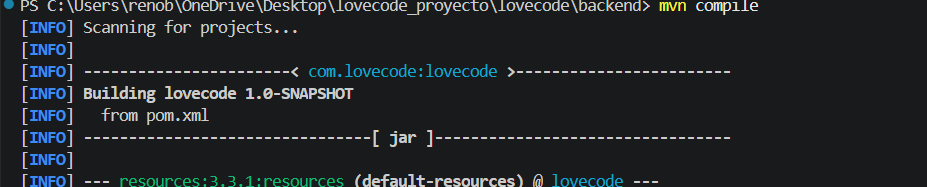 PS C:\Users\renob\OneDrive\Desktop\lovecode_proyecto\lovecode\backend> mvn compile
[INFO] Scanning for projects...
[INFO]
[INFO] -----------------------< com.lovecode:lovecode >------------------------
[INFO] Building lovecode 1.0-SNAPSHOT
[INFO]   from pom.xml
[INFO] --------------------------------[ jar ]---------------------------------
[INFO]
[INFO] --- resources:3.3.1:resources (default-resources) @ lovecode ---